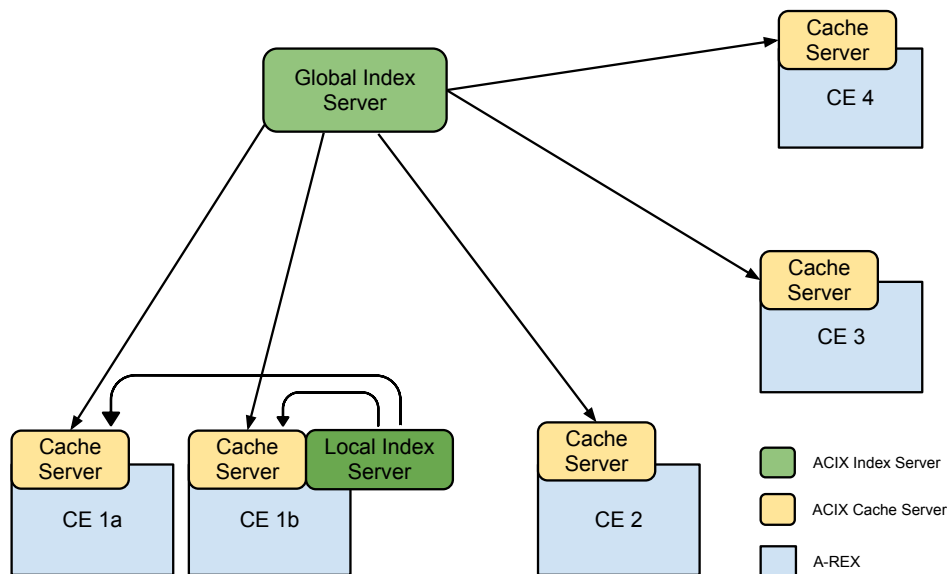 Cache
Server
CE 4
Global Index
Server
Cache
Server
CE 3
Cache
Server
CE 1a
Cache
Server
Local Index
Server
CE 1b
Cache
Server
CE 2
ACIX Index Server
ACIX Cache Server
A-REX